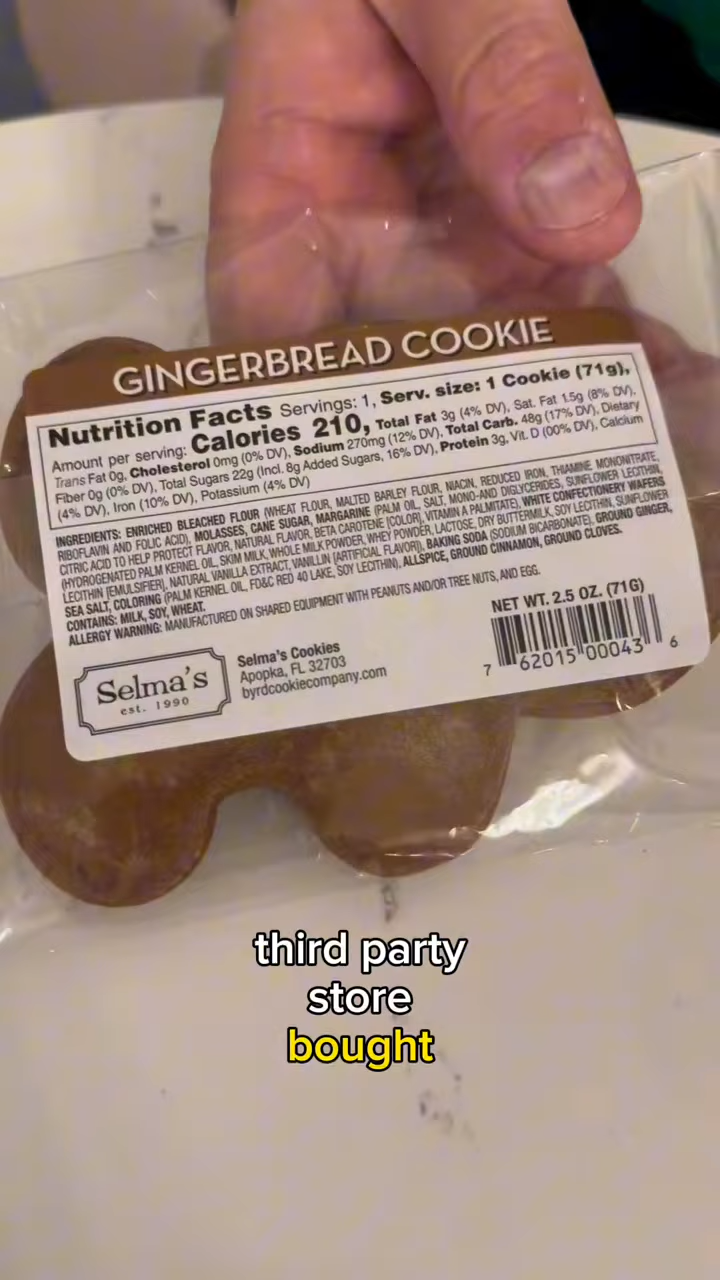 GINGERBREAD COOKIE
Nutrition Facts Servings: 1, Serv. size: 1 Cookie (71g),
Amount per serving: Calories 210, Total Fat 3g (4% DV), Sat. Fat 1.5g (8% DV),
Trans Fat 0g, Cholesterol 0mg (0% DV), Sodium 270mg (12% DV), Total Carb. 48g (17% DV), Dietary
Fiber 0g (0% DV), Total Sugars 22g (Incl. 8g Added Sugars, 16% DV), Protein 3g, Vit. D (00% DV), Calcium
(4% DV), Iron (10% DV), Potassium (4% DV)
INGREDIENTS: ENRICHED BLEACHED FLOUR (WHEAT FLOUR, MALTED BARLEY FLOUR, NIACIN, REDUCED IRON, THIAMINE MONONITRATE,
RIBOFLAVIN AND FOLIC ACID), MOLASSES, CANE SUGAR, MARGARINE (PALM OIL, SALT, MONO-AND DIGLYCERIDES, SUNFLOWER LECITHIN,
CITRIC ACID TO HELP PROTECT FLAVOR, NATURAL FLAVOR, BETA CAROTENE [COLOR], VITAMIN A PALMITATE), WHITE CONFECTIONERY WAFERS
(HYDROGENATED PALM KERNEL OIL, SKIM MILK, WHOLE MILK POWDER, WHEY POWDER, LACTOSE, DRY BUTTERMILK, SOY LECITHIN, SUNFLOWER
LECITHIN [EMULSIFIER], NATURAL VANILLA EXTRACT, VANILLIN [ARTIFICIAL FLAVOR]), BAKING SODA (SODIUM BICARBONATE), GROUND GINGER,
SEA SALT, COLORING (PALM KERNEL OIL, FD&C RED 40 LAKE, SOY LECITHIN), ALLSPICE, GROUND CINNAMON, GROUND CLOVES.
CONTAINS: MILK, SOY, WHEAT.
ALLERGY WARNING: MANUFACTURED ON SHARED EQUIPMENT WITH PEANUTS AND/OR TREE NUTS, AND EGG.
Selma's
est. 1990
Selma's Cookies
Apopka, FL 32703
byrdcookiecompany.com
NET WT. 2.5 OZ. (71G)
7 62015 00043 6
third party
store
bought